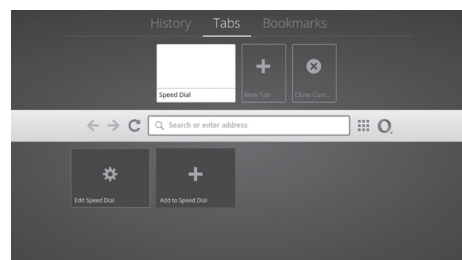 History Tabs Bookmarks
Speed Dial
New Tab
Close Curr...
Search or enter address
Edit Speed Dial
Add to Speed Dial